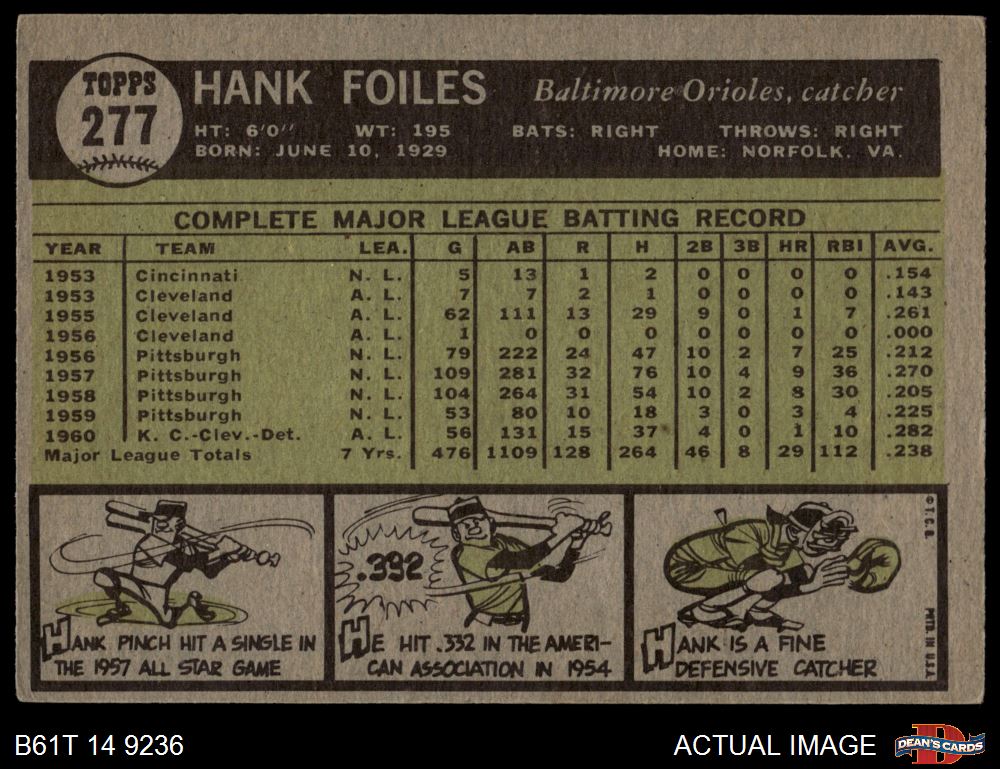 TOPPS
277
HANK FOILES Baltimore Orioles, catcher
HT: 6'0" WT: 195 BATS: RIGHT THROWS: RIGHT
BORN: JUNE 10, 1929 HOME: NORFOLK, VA.
COMPLETE MAJOR LEAGUE BATTING RECORD
YEAR TEAM LEA. G AB R H 2B 3B HR RBI AVG.
1953 Cincinnati N. L. 5 13 1 2 0 0 0 0 .154
1953 Cleveland A. L. 7 7 2 1 0 0 0 0 .143
1955 Cleveland A. L. 62 111 13 29 9 0 1 7 .261
1956 Cleveland A. L. 1 0 0 0 0 0 0 0 .000
1956 Pittsburgh N. L. 79 222 24 47 10 2 7 25 .212
1957 Pittsburgh N. L. 109 281 32 76 10 4 9 36 .270
1958 Pittsburgh N. L. 104 264 31 54 10 2 8 30 .205
1959 Pittsburgh N. L. 53 80 10 18 3 0 3 4 .225
1960 K. C.-Clev.-Det. A. L. 56 131 15 37 4 0 1 10 .282
Major League Totals 7 Yrs. 476 1109 128 264 46 8 29 112 .238
HANK PINCH HIT A SINGLE IN
THE 1957 ALL STAR GAME
.392
HE HIT .332 IN THE AMERI-
CAN ASSOCIATION IN 1954
HANK IS A FINE
DEFENSIVE CATCHER
© T. C. G. PTD. IN U.S.A.
B61T 14 9236
ACTUAL IMAGE
D
DEAN'S CARDS